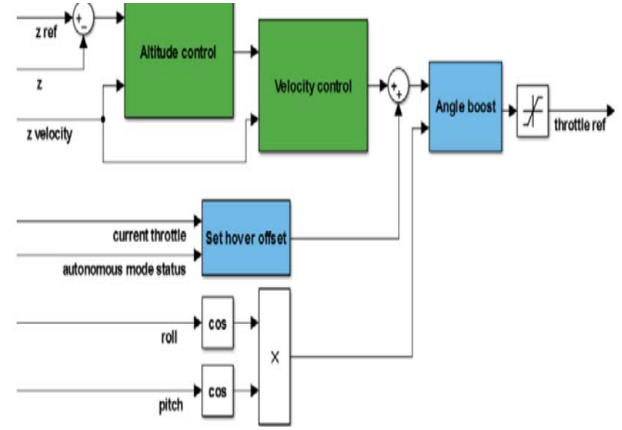 z ref
+
−
Altitude control
z
z velocity
Velocity control
+
+
Angle boost
throttle ref
current throttle
Set hover offset
autonomous mode status
roll
cos
X
pitch
cos